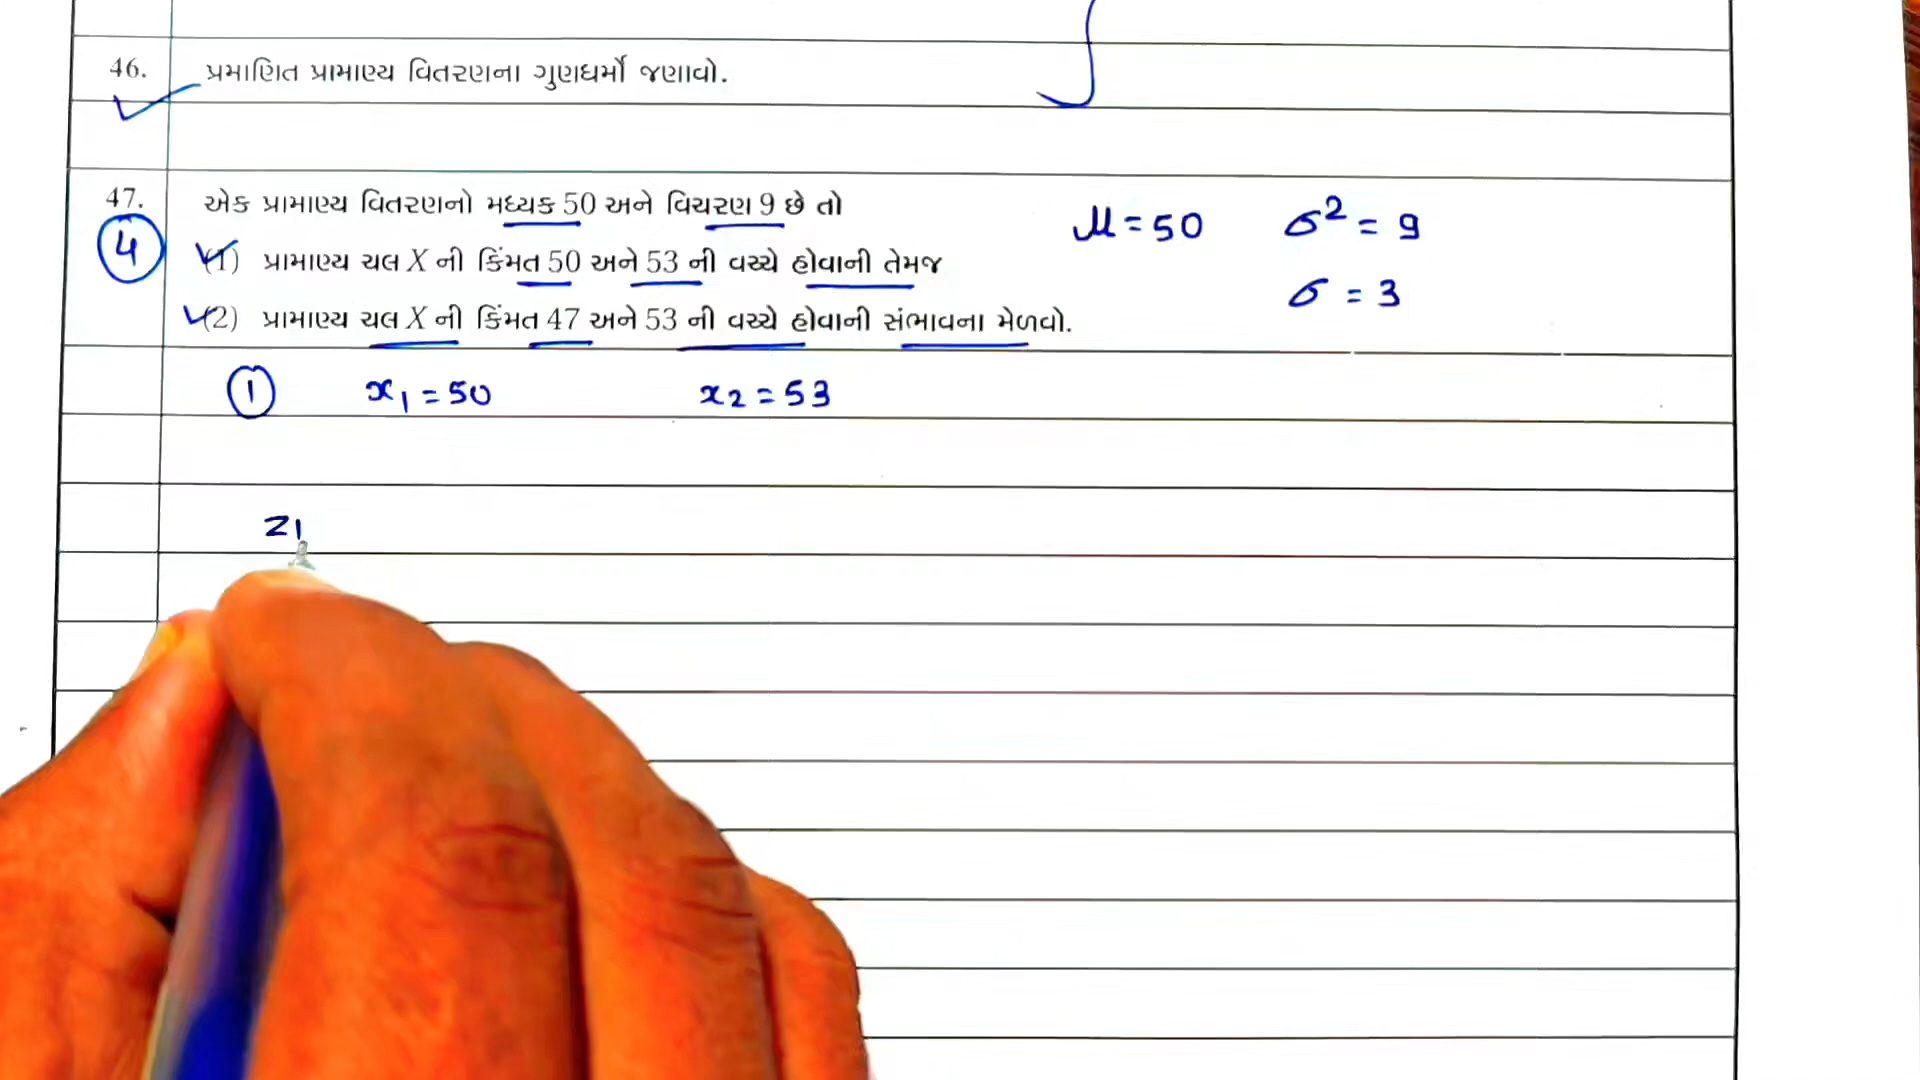 46. પ્રમાણિત પ્રામાણ્ય વિતરણના ગુણધર્મો જણાવો.
47. એક પ્રામાણ્ય વિતરણનો મધ્યક 50 અને વિચરણ 9 છે તો μ = 50 σ² = 9
4 (1) પ્રામાણ્ય ચલ X ની કિંમત 50 અને 53 ની વચ્ચે હોવાની તેમજ
σ = 3
(2) પ્રામાણ્ય ચલ X ની કિંમત 47 અને 53 ની વચ્ચે હોવાની સંભાવના મેળવો.
1 x₁ = 50 x₂ = 53
z₁